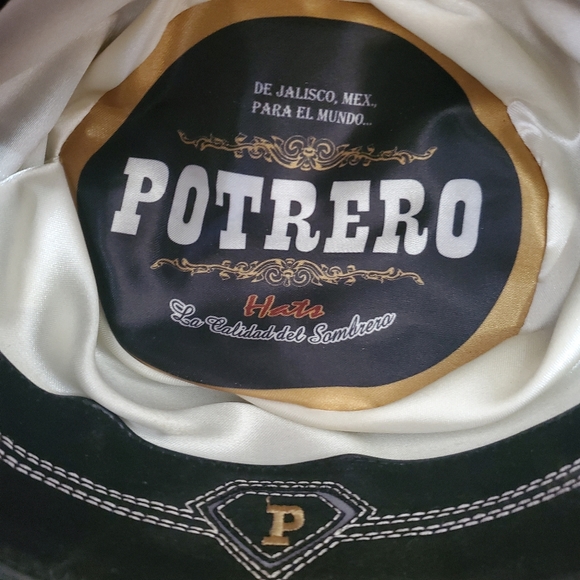 DE JALISCO, MEX.,
PARA EL MUNDO...
POTRERO
Hats
La Calidad del Sombrero
P